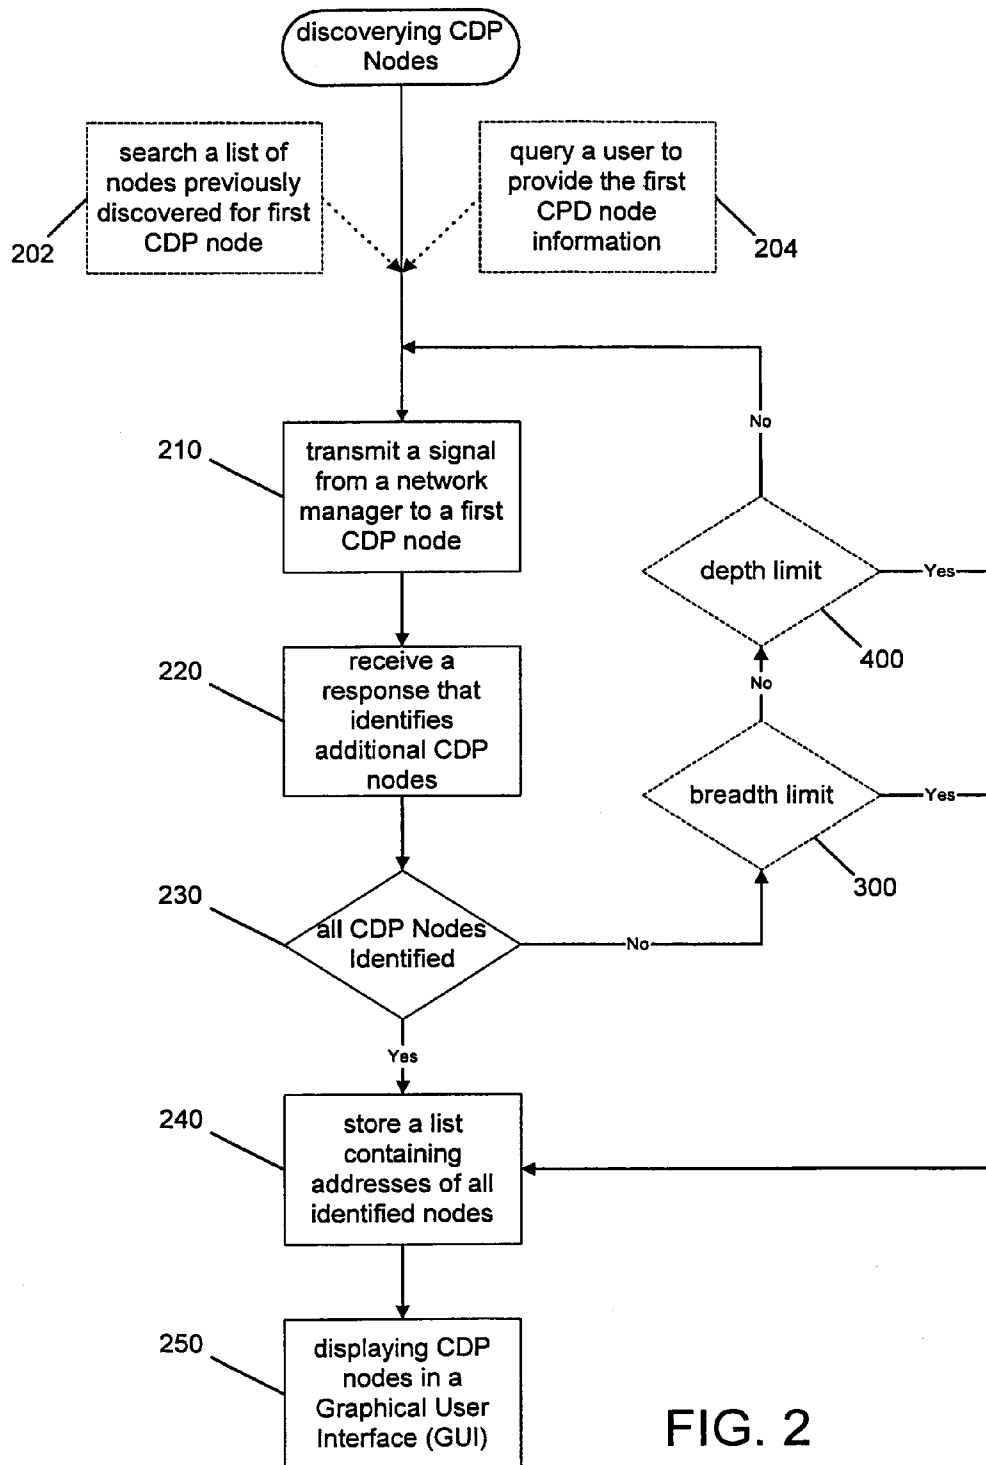 discoverying CDP
Nodes
search a list of
nodes previously
discovered for first
CDP node
202
query a user to
provide the first
CPD node
information
204
No
210
transmit a signal
from a network
manager to a first
CDP node
depth limit
Yes
400
220
receive a
response that
identifies
additional CDP
nodes
No
breadth limit
Yes
300
230
all CDP Nodes
Identified
No
Yes
240
store a list
containing
addresses of all
identified nodes
250
displaying CDP
nodes in a
Graphical User
Interface (GUI)
FIG. 2